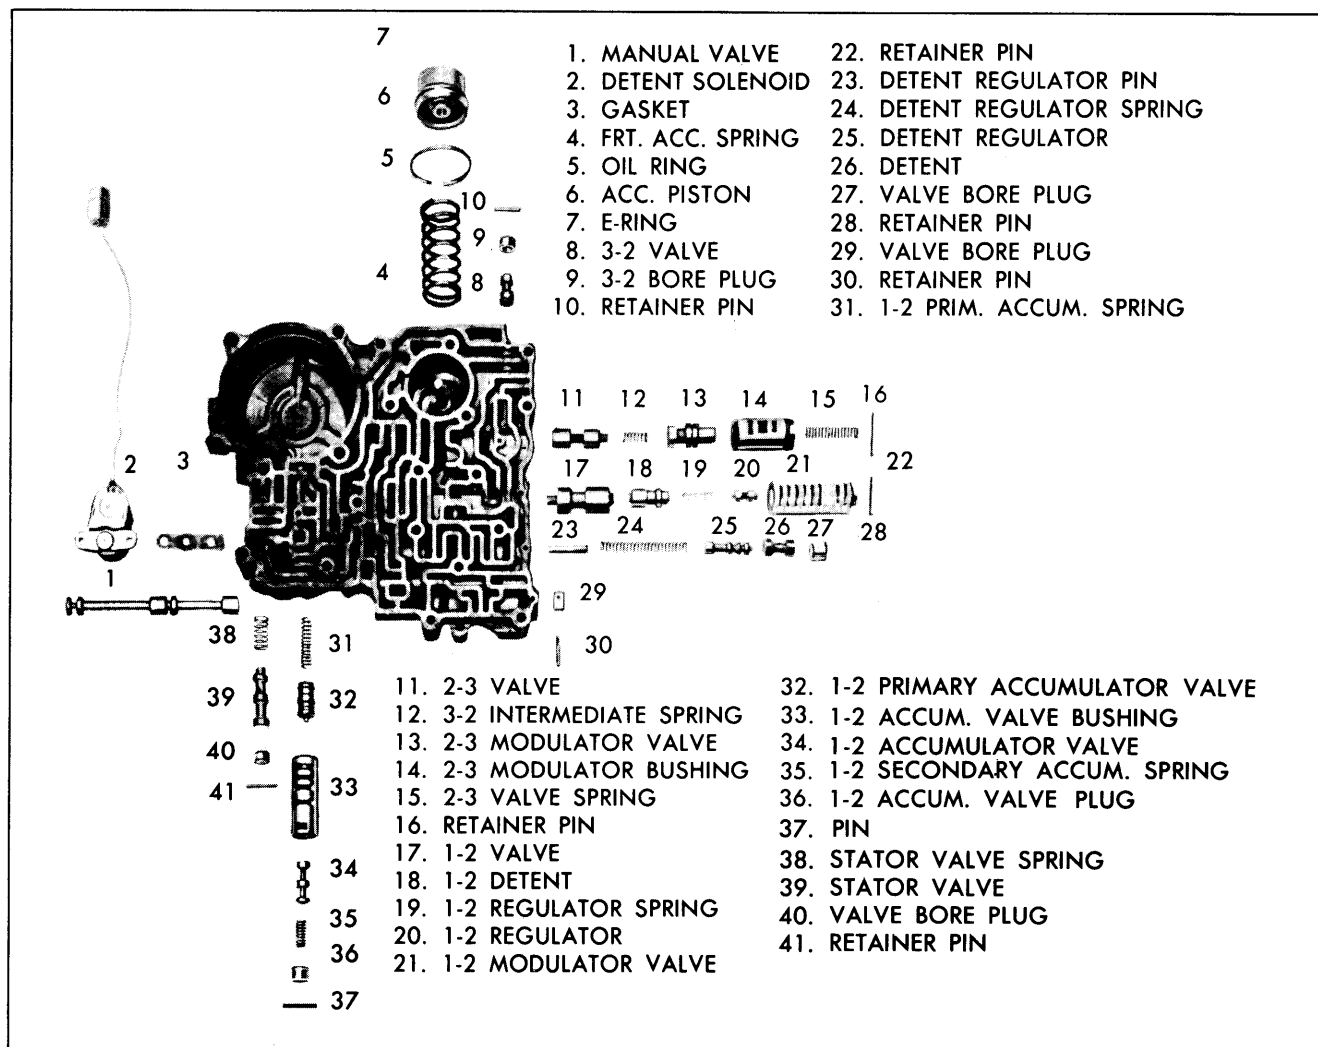 1. MANUAL VALVE
2. DETENT SOLENOID
3. GASKET
4. FRT. ACC. SPRING
5. OIL RING
6. ACC. PISTON
7. E-RING
8. 3-2 VALVE
9. 3-2 BORE PLUG
10. RETAINER PIN
22. RETAINER PIN
23. DETENT REGULATOR PIN
24. DETENT REGULATOR SPRING
25. DETENT REGULATOR
26. DETENT
27. VALVE BORE PLUG
28. RETAINER PIN
29. VALVE BORE PLUG
30. RETAINER PIN
31. 1-2 PRIM. ACCUM. SPRING
7
6
5
10
9
4
8
11 12 13 14 15 16
2 3
17 18 19 20 21 22
23 24 25 26 27 28
1
29
38 31
30
39 32
40
41 33
34
35
36
37
11. 2-3 VALVE
12. 3-2 INTERMEDIATE SPRING
13. 2-3 MODULATOR VALVE
14. 2-3 MODULATOR BUSHING
15. 2-3 VALVE SPRING
16. RETAINER PIN
17. 1-2 VALVE
18. 1-2 DETENT
19. 1-2 REGULATOR SPRING
20. 1-2 REGULATOR
21. 1-2 MODULATOR VALVE
32. 1-2 PRIMARY ACCUMULATOR VALVE
33. 1-2 ACCUM. VALVE BUSHING
34. 1-2 ACCUMULATOR VALVE
35. 1-2 SECONDARY ACCUM. SPRING
36. 1-2 ACCUM. VALVE PLUG
37. PIN
38. STATOR VALVE SPRING
39. STATOR VALVE
40. VALVE BORE PLUG
41. RETAINER PIN